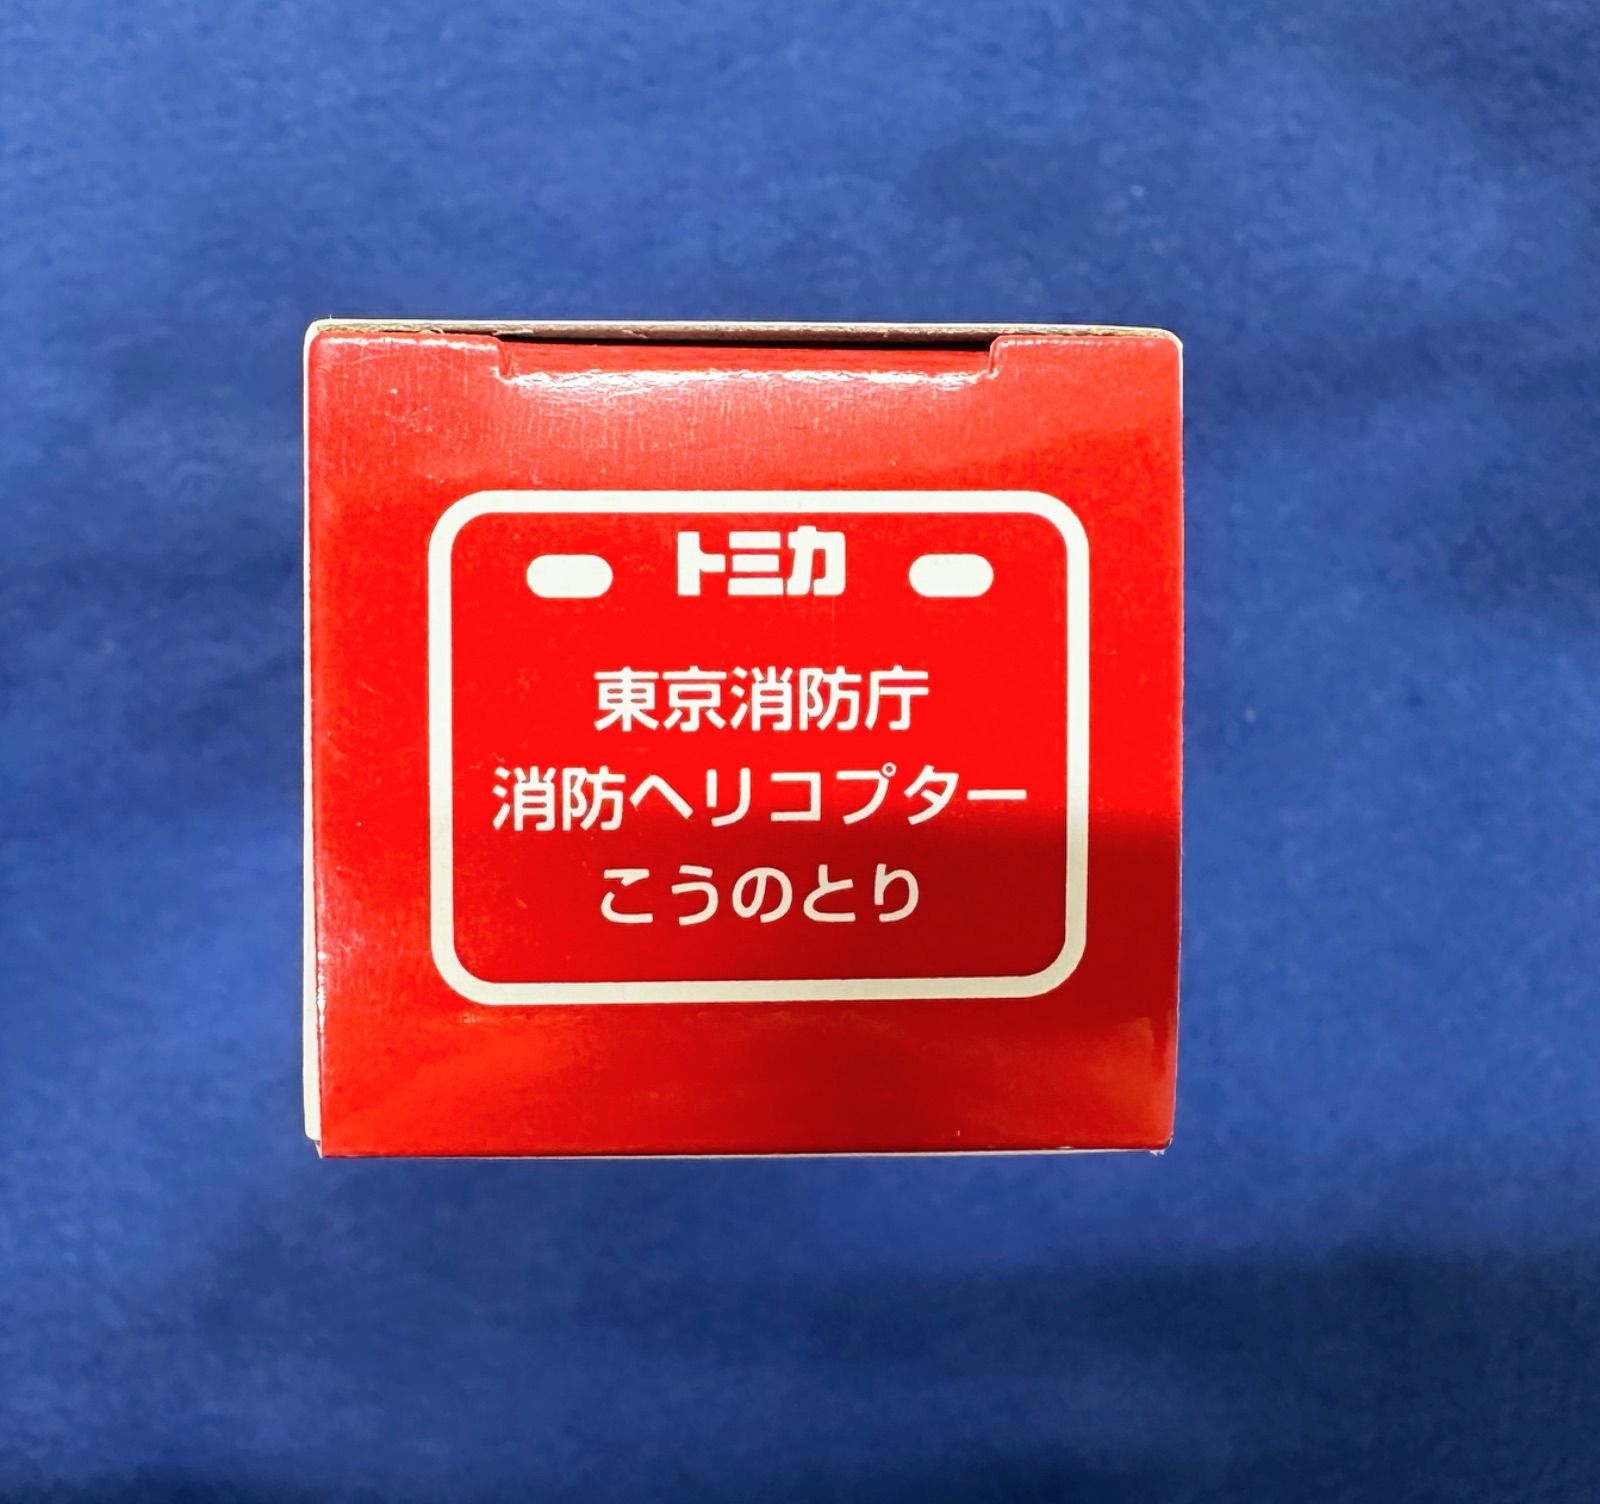 トミカ
東京消防庁
消防ヘリコプター
こうのとり